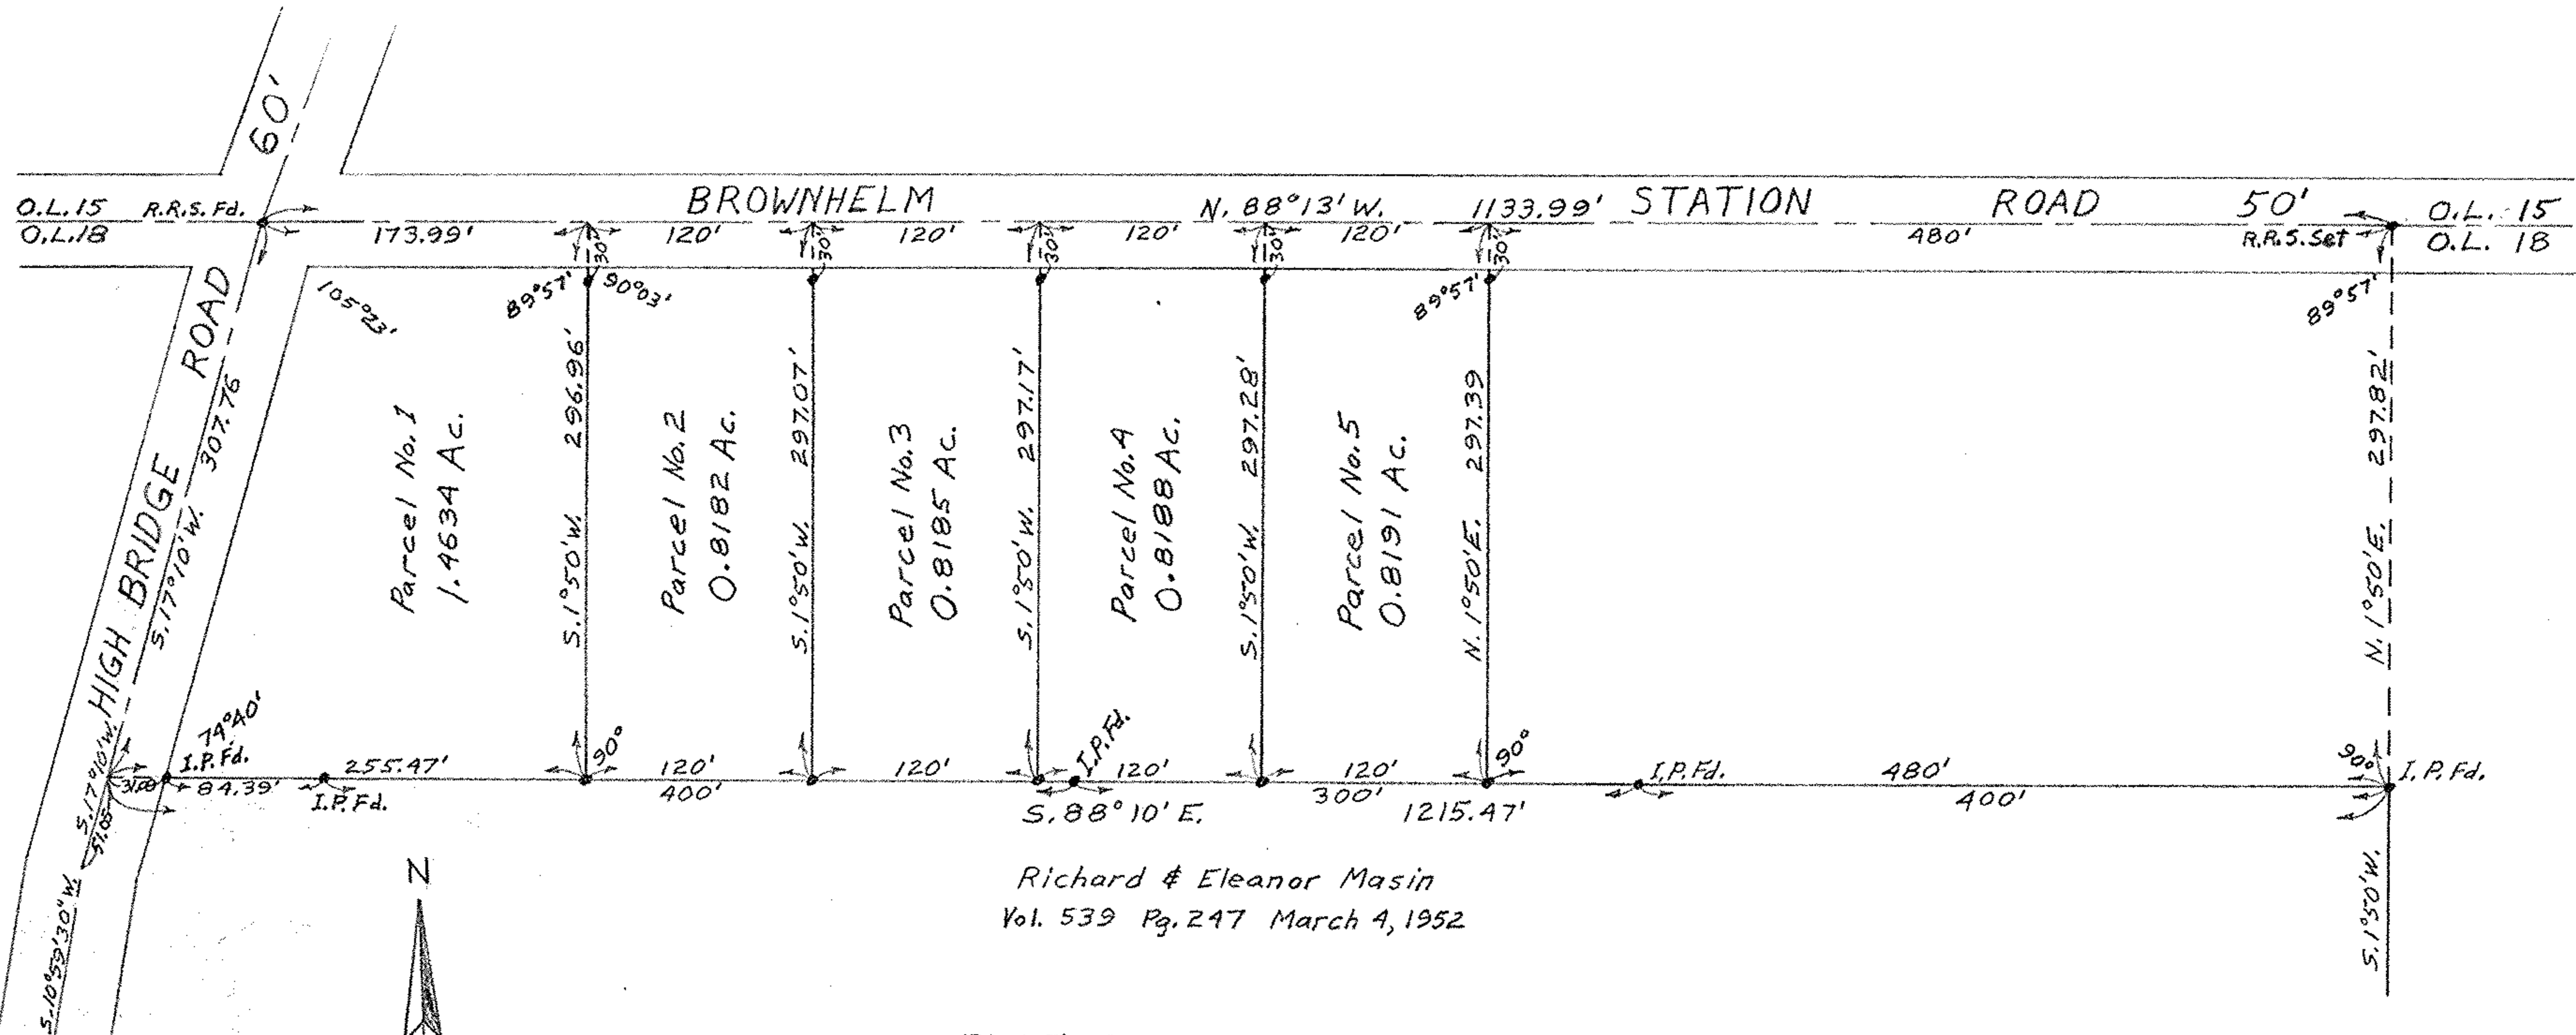 60'
BROWNHELM STATION ROAD 50'
N. 88°13' W. 1133.99'
O.L. 15 R.R.S. Fd.
O.L. 18
O.L. 15
R.R.S. Set O.L. 18
173.99' 120' 120' 120' 120' 480'
30' 30' 30' 30' 30'
105°23' 89°57' 90°03' 89°57' 89°57'
HIGH BRIDGE ROAD
S. 17°10' W. 307.76
Parcel No. 1
1.4634 Ac.
S. 1°50' W. 296.96'
Parcel No. 2
0.8182 Ac.
S. 1°50' W. 297.07'
Parcel No. 3
0.8185 Ac.
S. 1°50' W. 297.17'
Parcel No. 4
0.8188 Ac.
S. 1°50' W. 297.28'
Parcel No. 5
0.8191 Ac.
N. 1°50' E. 297.39
N. 1°50' E. 297.82'
74°40' 90° 90° 90°
I.P. Fd. I.P. Fd. I.P. Fd. I.P. Fd.
255.47' 120' 120' 120' 120' 480'
84.39' I.P. Fd. 400' 300' 400'
S. 88°10' E. 1215.47'
S. 17°10' W.
51.05'
S. 10°59'30" W.
S. 1°50' W.
Richard & Eleanor Masin
Vol. 539 Pg. 247 March 4, 1952
N